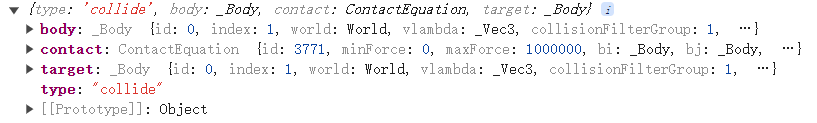 ▼ {type: 'collide', body: _Body, contact: ContactEquation, target: _Body} i
▶ body: _Body {id: 0, index: 1, world: World, vlambda: _Vec3, collisionFilterGroup: 1, …}
▶ contact: ContactEquation {id: 3771, minForce: 0, maxForce: 1000000, bi: _Body, bj: _Body, …}
▶ target: _Body {id: 0, index: 1, world: World, vlambda: _Vec3, collisionFilterGroup: 1, …}
type: "collide"
▶ [[Prototype]]: Object